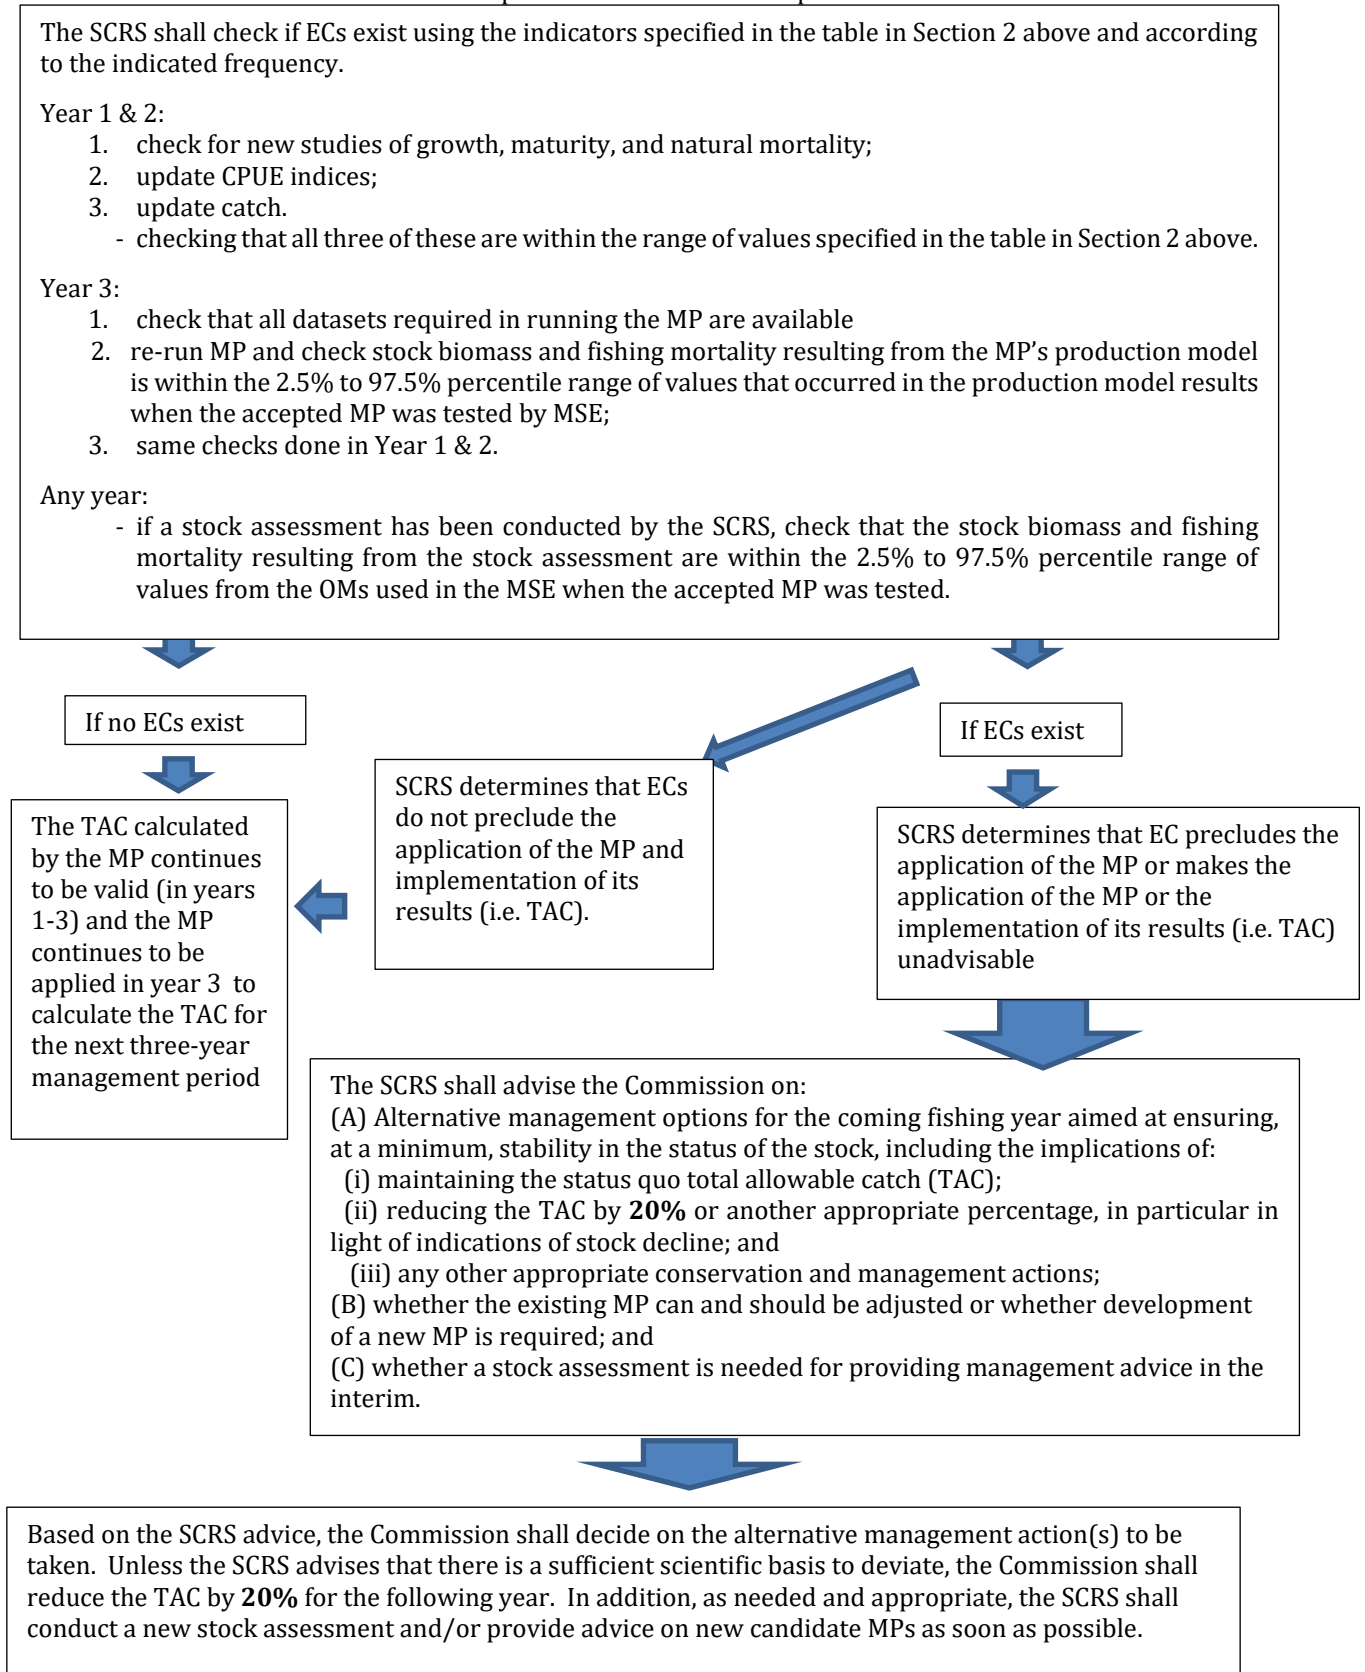 The SCRS shall check if ECs exist using the indicators specified in the table in Section 2 above and according
to the indicated frequency.
Year 1 & 2:
1. check for new studies of growth, maturity, and natural mortality;
2. update CPUE indices;
3. update catch.
- checking that all three of these are within the range of values specified in the table in Section 2 above.
Year 3:
1. check that all datasets required in running the MP are available
2. re-run MP and check stock biomass and fishing mortality resulting from the MP's production model
is within the 2.5% to 97.5% percentile range of values that occurred in the production model results
when the accepted MP was tested by MSE;
3. same checks done in Year 1 & 2.
Any year:
- if a stock assessment has been conducted by the SCRS, check that the stock biomass and fishing
mortality resulting from the stock assessment are within the 2.5% to 97.5% percentile range of
values from the OMs used in the MSE when the accepted MP was tested.
If no ECs exist
If ECs exist
The TAC calculated
by the MP continues
to be valid (in years
1-3) and the MP
continues to be
applied in year 3 to
calculate the TAC for
the next three-year
management period
SCRS determines that ECs
do not preclude the
application of the MP and
implementation of its
results (i.e. TAC).
SCRS determines that EC precludes the
application of the MP or makes the
application of the MP or the
implementation of its results (i.e. TAC)
unadvisable
The SCRS shall advise the Commission on:
(A) Alternative management options for the coming fishing year aimed at ensuring,
at a minimum, stability in the status of the stock, including the implications of:
(i) maintaining the status quo total allowable catch (TAC);
(ii) reducing the TAC by 20% or another appropriate percentage, in particular in
light of indications of stock decline; and
(iii) any other appropriate conservation and management actions;
(B) whether the existing MP can and should be adjusted or whether development
of a new MP is required; and
(C) whether a stock assessment is needed for providing management advice in the
interim.
Based on the SCRS advice, the Commission shall decide on the alternative management action(s) to be
taken. Unless the SCRS advises that there is a sufficient scientific basis to deviate, the Commission shall
reduce the TAC by 20% for the following year. In addition, as needed and appropriate, the SCRS shall
conduct a new stock assessment and/or provide advice on new candidate MPs as soon as possible.